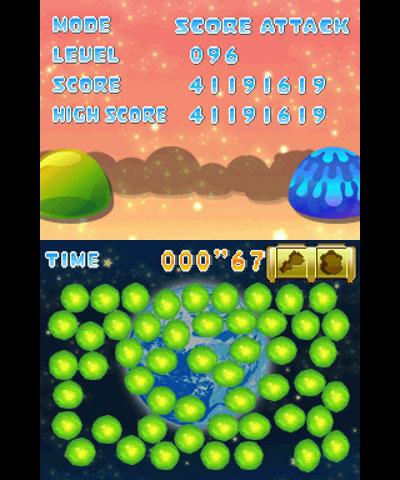 MODE SCORE ATTACK
LEVEL 096
SCORE 41191619
HIGH SCORE 41191619
TIME 000"67